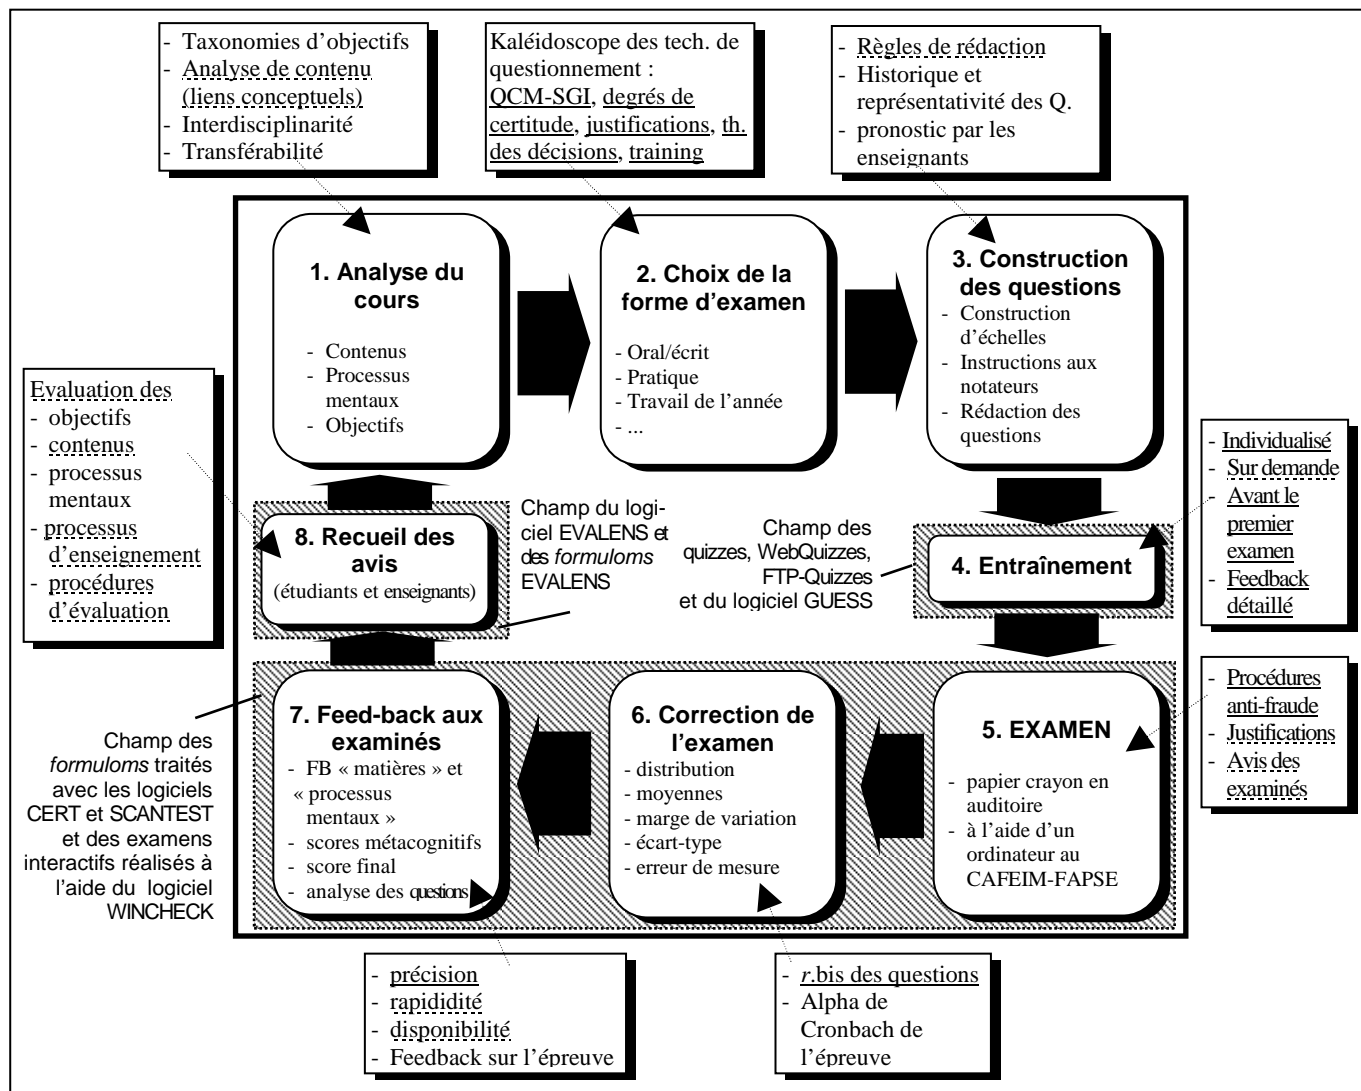 - Taxonomies d'objectifs
- Analyse de contenu
(liens conceptuels)
- Interdisciplinarité
- Transférabilité
Kaléidoscope des tech. de
questionnement :
QCM-SGI, degrés de
certitude, justifications, th.
des décisions, training
- Règles de rédaction
- Historique et
représentativité des Q.
- pronostic par les
enseignants
1. Analyse du
cours
- Contenus
- Processus
mentaux
- Objectifs
2. Choix de la
forme d'examen
- Oral/écrit
- Pratique
- Travail de l'année
- ...
3. Construction
des questions
- Construction
d'échelles
- Instructions aux
notateurs
- Rédaction des
questions
Evaluation des
- objectifs
- contenus
- processus
mentaux
- processus
d'enseignement
- procédures
d'évaluation
8. Recueil des
avis
(étudiants et enseignants)
Champ du logi-
ciel EVALENS et
des formuloms
EVALENS
Champ des
quizzes, WebQuizzes,
FTP-Quizzes
et du logiciel GUESS
4. Entraînement
- Individualisé
- Sur demande
- Avant le
premier
examen
- Feedback
détaillé
7. Feed-back aux
examinés
- FB « matières » et
« processus
mentaux »
- scores métacognitifs
- score final
- analyse des questions
6. Correction de
l'examen
- distribution
- moyennes
- marge de variation
- écart-type
- erreur de mesure
5. EXAMEN
- papier crayon en
auditoire
- à l'aide d'un
ordinateur au
CAFEIM-FAPSE
- Procédures
anti-fraude
- Justifications
- Avis des
examinés
Champ des
formuloms traités
avec les logiciels
CERT et SCANTEST
et des examens
interactifs réalisés à
l'aide du logiciel
WINCHECK
- précision
- rapididité
- disponibilité
- Feedback sur l'épreuve
- r.bis des questions
- Alpha de
Cronbach de
l'épreuve